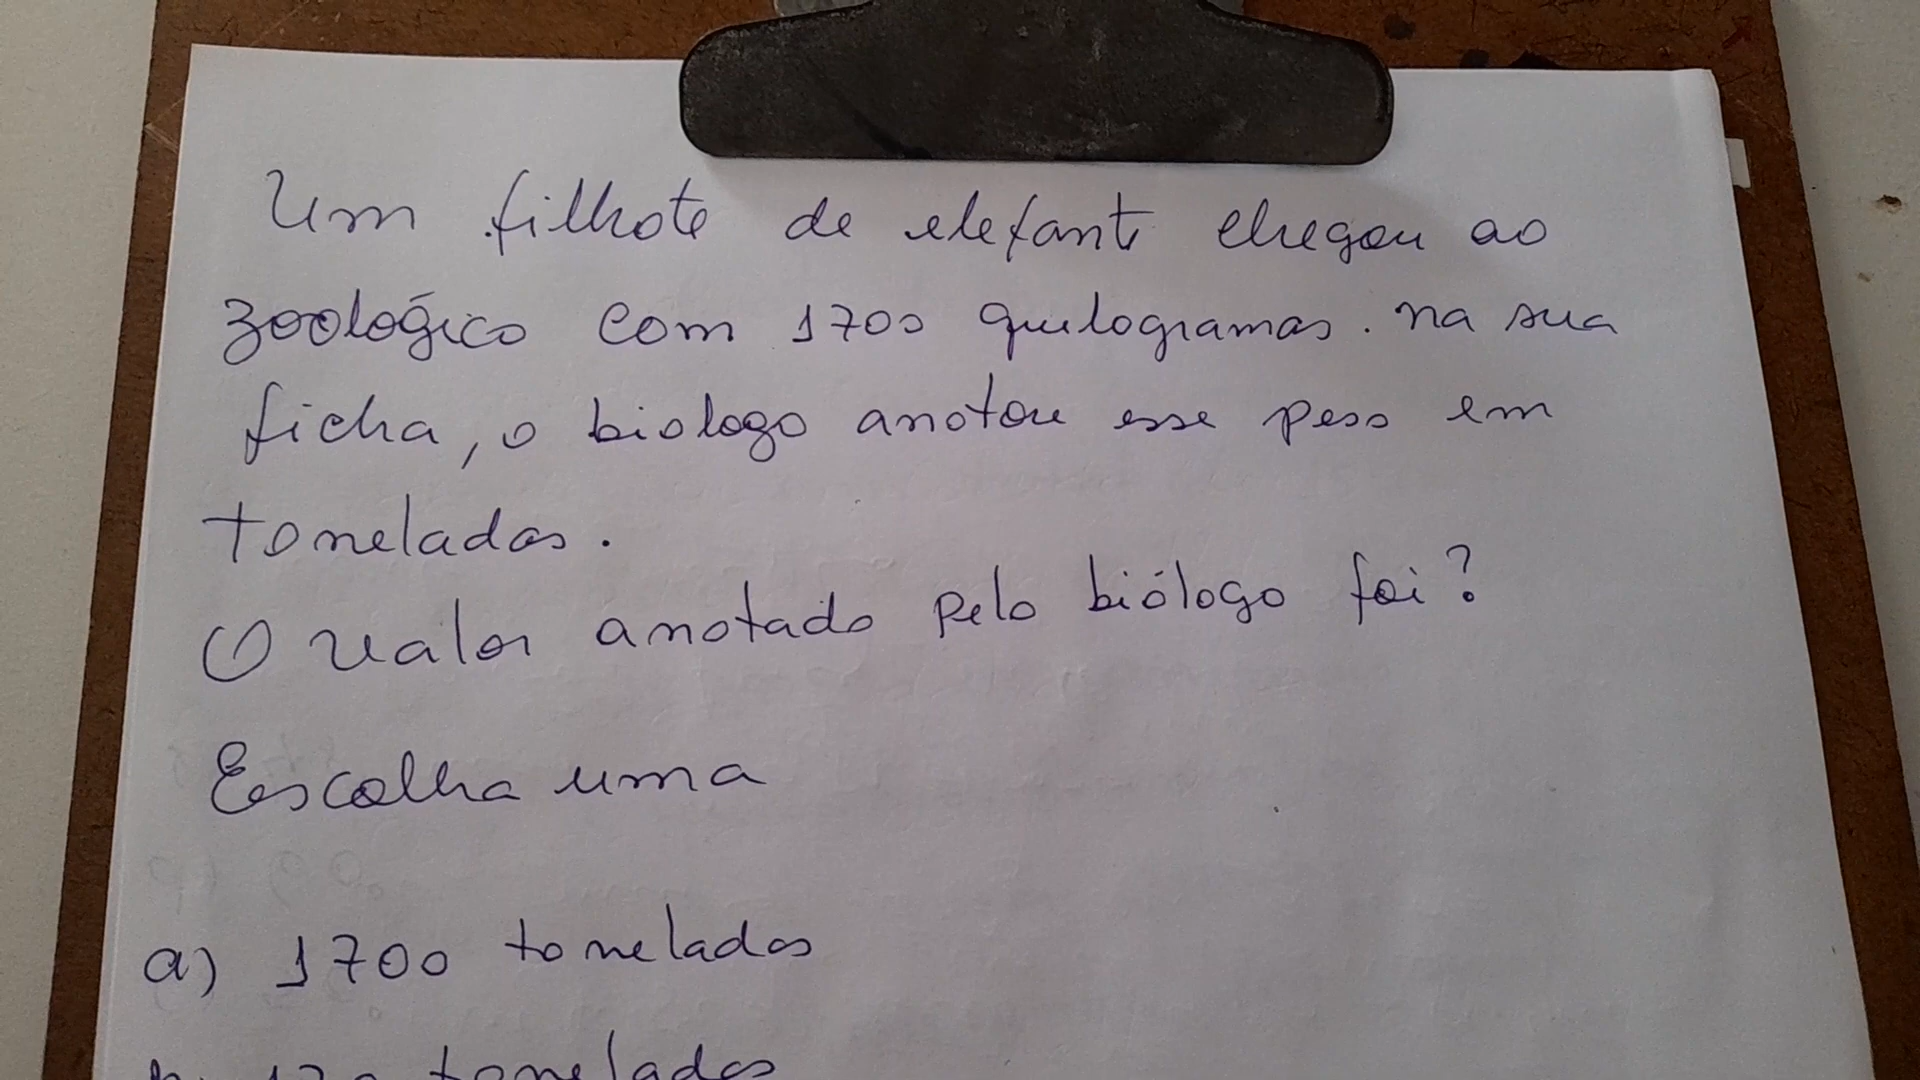 Um filhote de elefante chegou ao
zoológico com 1700 quilogramas. na sua
ficha, o biologo anotou esse peso em
toneladas.
O valor anotado pelo biólogo foi?
Escolha uma
a) 1700 toneladas
toneladas